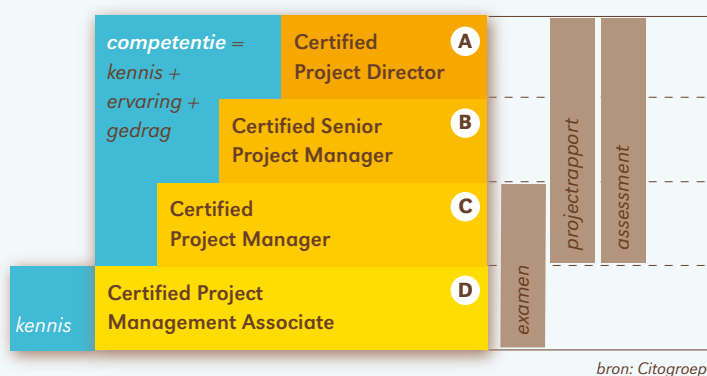 competentie =
kennis +
ervaring +
gedrag
Certified
Project Director
A
Certified Senior
Project Manager
B
Certified
Project Manager
C
Certified Project
Management Associate
D
kennis
examen
projectrapport
assessment
bron: Citogroep